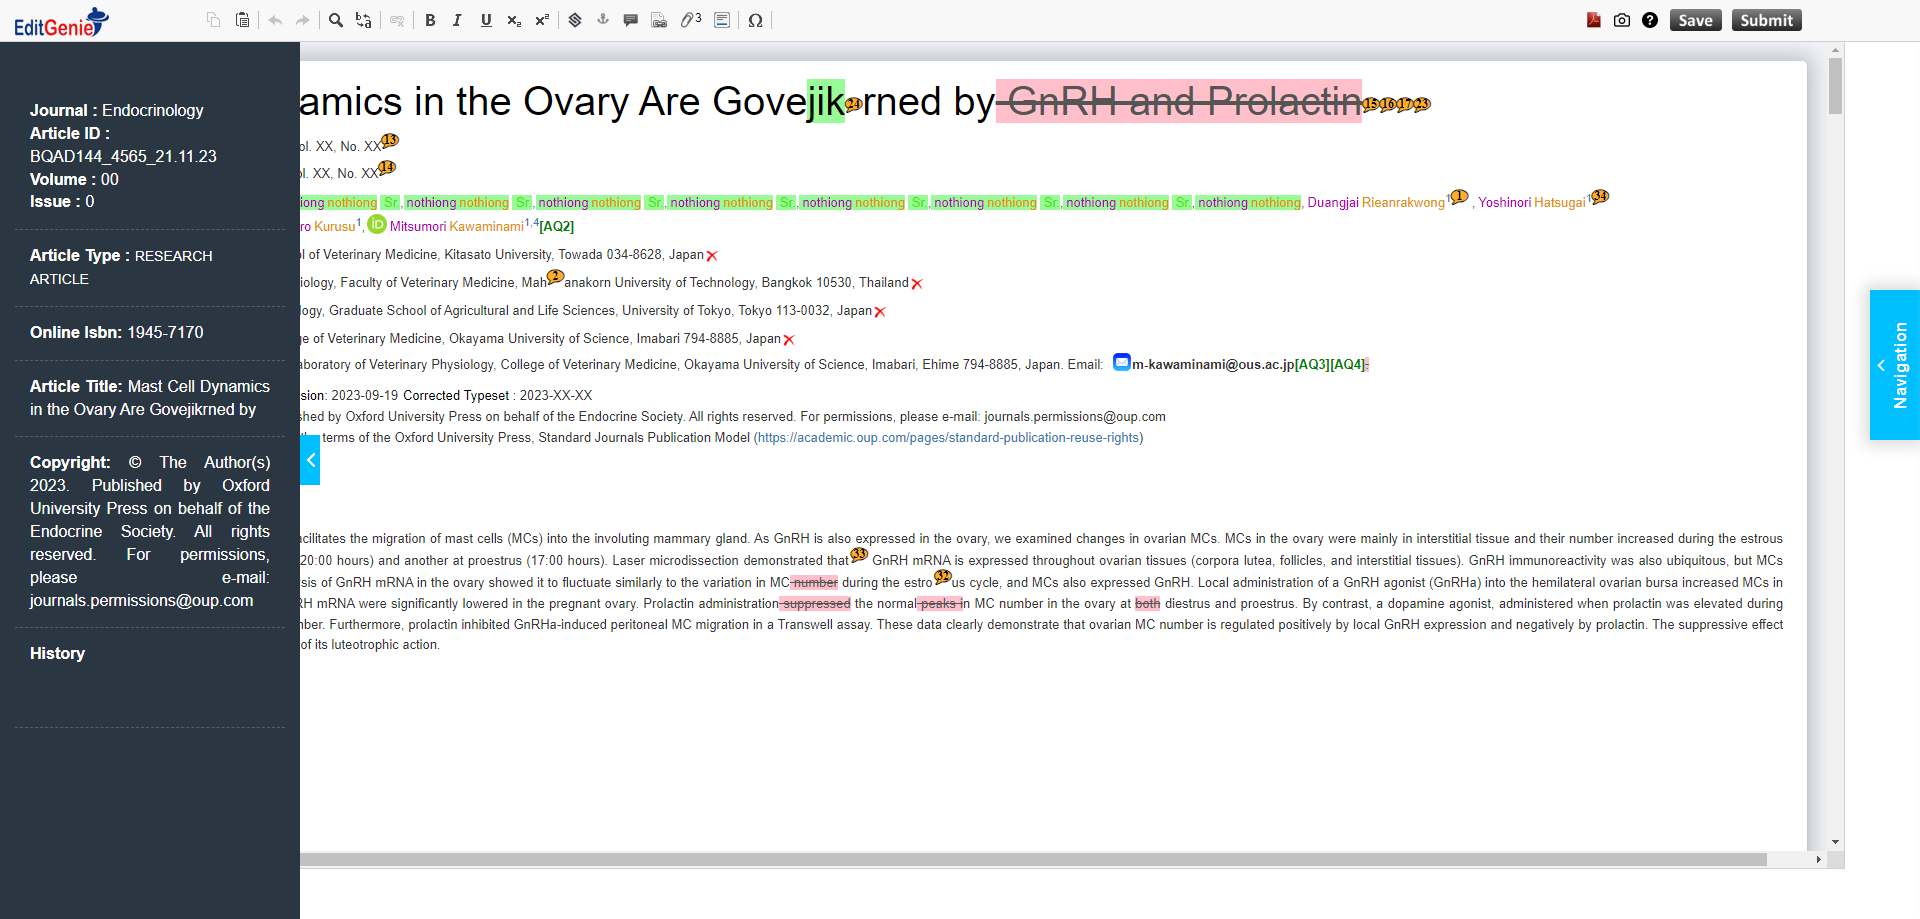 EditGenie
3
B I U x₂ x² Ω
Save Submit
Journal : Endocrinology
Article ID :
BQAD144_4565_21.11.23
Volume : 00
Issue : 0
Article Type : RESEARCH
ARTICLE
Online Isbn: 1945-7170
Article Title: Mast Cell Dynamics
in the Ovary Are Govejikrned by
Copyright: © The Author(s)
2023. Published by Oxford
University Press on behalf of the
Endocrine Society. All rights
reserved. For permissions,
please e-mail:
journals.permissions@oup.com
History
amics in the Ovary Are Govejik24rned by GnRH and Prolactin15 16 17 23
ol. XX, No. XX13
ol. XX, No. XX14
iong nothiong Sr., nothiong nothiong Sr., nothiong nothiong Sr., nothiong nothiong Sr., nothiong nothiong Sr., nothiong nothiong Sr., nothiong nothiong Sr., nothiong nothiong, Duangjai Rieanrakwong1 1 , Yoshinori Hatsugai1 34
ro Kurusu1, iD Mitsumori Kawaminami1,4[AQ2]
l of Veterinary Medicine, Kitasato University, Towada 034-8628, Japan
iology, Faculty of Veterinary Medicine, Mah2anakorn University of Technology, Bangkok 10530, Thailand
logy, Graduate School of Agricultural and Life Sciences, University of Tokyo, Tokyo 113-0032, Japan
e of Veterinary Medicine, Okayama University of Science, Imabari 794-8885, Japan
aboratory of Veterinary Physiology, College of Veterinary Medicine, Okayama University of Science, Imabari, Ehime 794-8885, Japan. Email: m-kawaminami@ous.ac.jp[AQ3][AQ4].
sion: 2023-09-19 Corrected Typeset : 2023-XX-XX
shed by Oxford University Press on behalf of the Endocrine Society. All rights reserved. For permissions, please e-mail: journals.permissions@oup.com
terms of the Oxford University Press, Standard Journals Publication Model (https://academic.oup.com/pages/standard-publication-reuse-rights)
acilitates the migration of mast cells (MCs) into the involuting mammary gland. As GnRH is also expressed in the ovary, we examined changes in ovarian MCs. MCs in the ovary were mainly in interstitial tissue and their number increased during the estrous
20:00 hours) and another at proestrus (17:00 hours). Laser microdissection demonstrated that33 GnRH mRNA is expressed throughout ovarian tissues (corpora lutea, follicles, and interstitial tissues). GnRH immunoreactivity was also ubiquitous, but MCs
sis of GnRH mRNA in the ovary showed it to fluctuate similarly to the variation in MC number during the estro32us cycle, and MCs also expressed GnRH. Local administration of a GnRH agonist (GnRHa) into the hemilateral ovarian bursa increased MCs in
RH mRNA were significantly lowered in the pregnant ovary. Prolactin administration suppressed the normal peaks in MC number in the ovary at both diestrus and proestrus. By contrast, a dopamine agonist, administered when prolactin was elevated during
nber. Furthermore, prolactin inhibited GnRHa-induced peritoneal MC migration in a Transwell assay. These data clearly demonstrate that ovarian MC number is regulated positively by local GnRH expression and negatively by prolactin. The suppressive effect
of its luteotrophic action.
Navigation